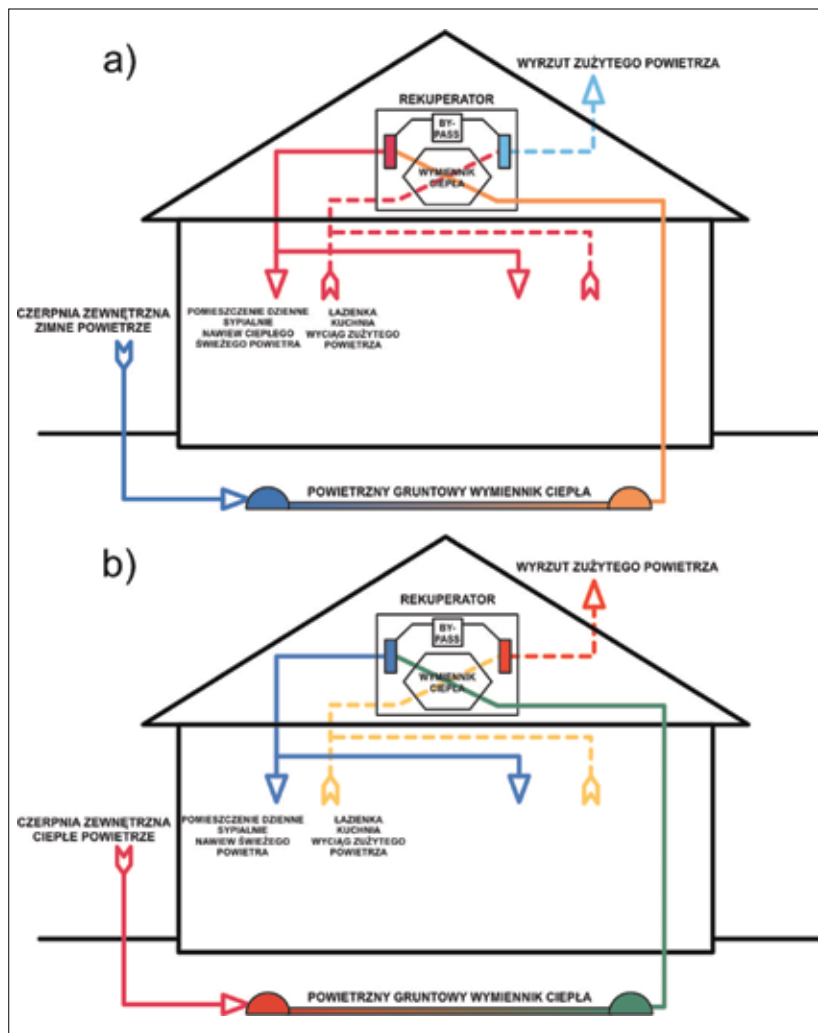 a)
WYRZUT ZUŻYTEGO POWIETRZA
REKUPERATOR
BY-
PASS
WYMIENNIK
CIEPŁA
CZERPNIA ZEWNĘTRZNA
ZIMNE POWIETRZE
POMIESZCZENIE DZIENNE
SYPIALNIE
NAWIEW CIEPŁEGO
ŚWIEŻEGO POWIETRA
ŁAZIENKA
KUCHNIA
WYCIĄG ZUŻYTEGO
POWIĘTRZA
POWIETRZNY GRUNTOWY WYMIENNIK CIEPŁA
b)
WYRZUT ZUŻYTEGO POWIETRZA
REKUPERATOR
BY-
PASS
WYMIENNIK
CIEPŁA
CZERPNIA ZEWNĘTRZNA
CIEPŁE POWIETRZE
POMIESZCZENIE DZIENNE
SYPIALNIE
NAWIEW ŚWIEŻEGO
POWIETRA
ŁAZIENKA
KUCHNIA
WYCIĄG ZUŻYTEGO
POWIETRZA
POWIETRZNY GRUNTOWY WYMIENNIK CIEPŁA